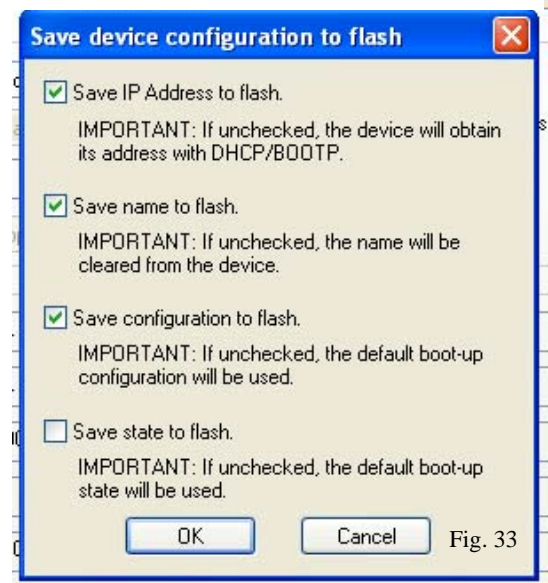 Save device configuration to flash
Save IP Address to flash.
IMPORTANT: If unchecked, the device will obtain
its address with DHCP/BOOTP.
Save name to flash.
IMPORTANT: If unchecked, the name will be
cleared from the device.
Save configuration to flash.
IMPORTANT: If unchecked, the default boot-up
configuration will be used.
Save state to flash.
IMPORTANT: If unchecked, the default boot-up
state will be used.
OK Cancel Fig. 33